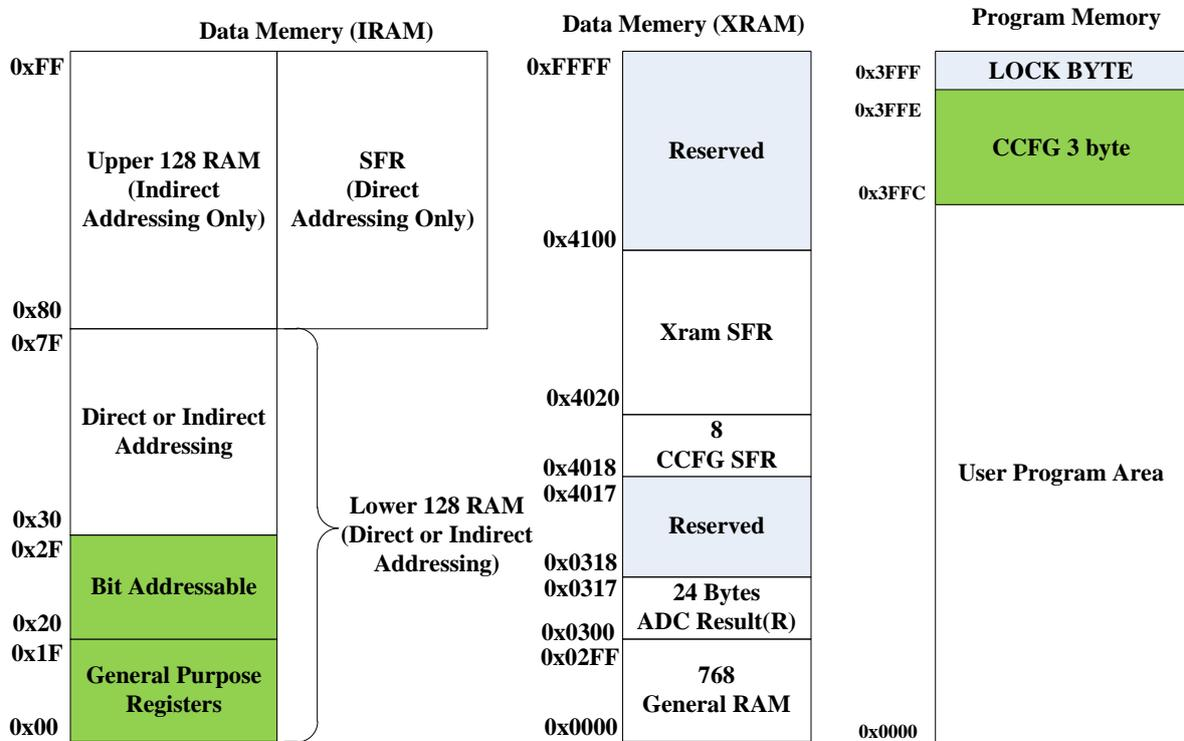 Data Memery (IRAM)
0xFF
Upper 128 RAM
(Indirect
Addressing Only)
SFR
(Direct
Addressing Only)
0x80
0x7F
Direct or Indirect
Addressing
0x30
0x2F
Bit Addressable
0x20
0x1F
General Purpose
Registers
0x00
Lower 128 RAM
(Direct or Indirect
Addressing)
Data Memery (XRAM)
0xFFFF
Reserved
0x4100
Xram SFR
0x4020
8
CCFG SFR
0x4018
0x4017
Reserved
0x0318
0x0317
24 Bytes
ADC Result(R)
0x0300
0x02FF
768
General RAM
0x0000
Program Memory
0x3FFF
LOCK BYTE
0x3FFE
CCFG 3 byte
0x3FFC
User Program Area
0x0000